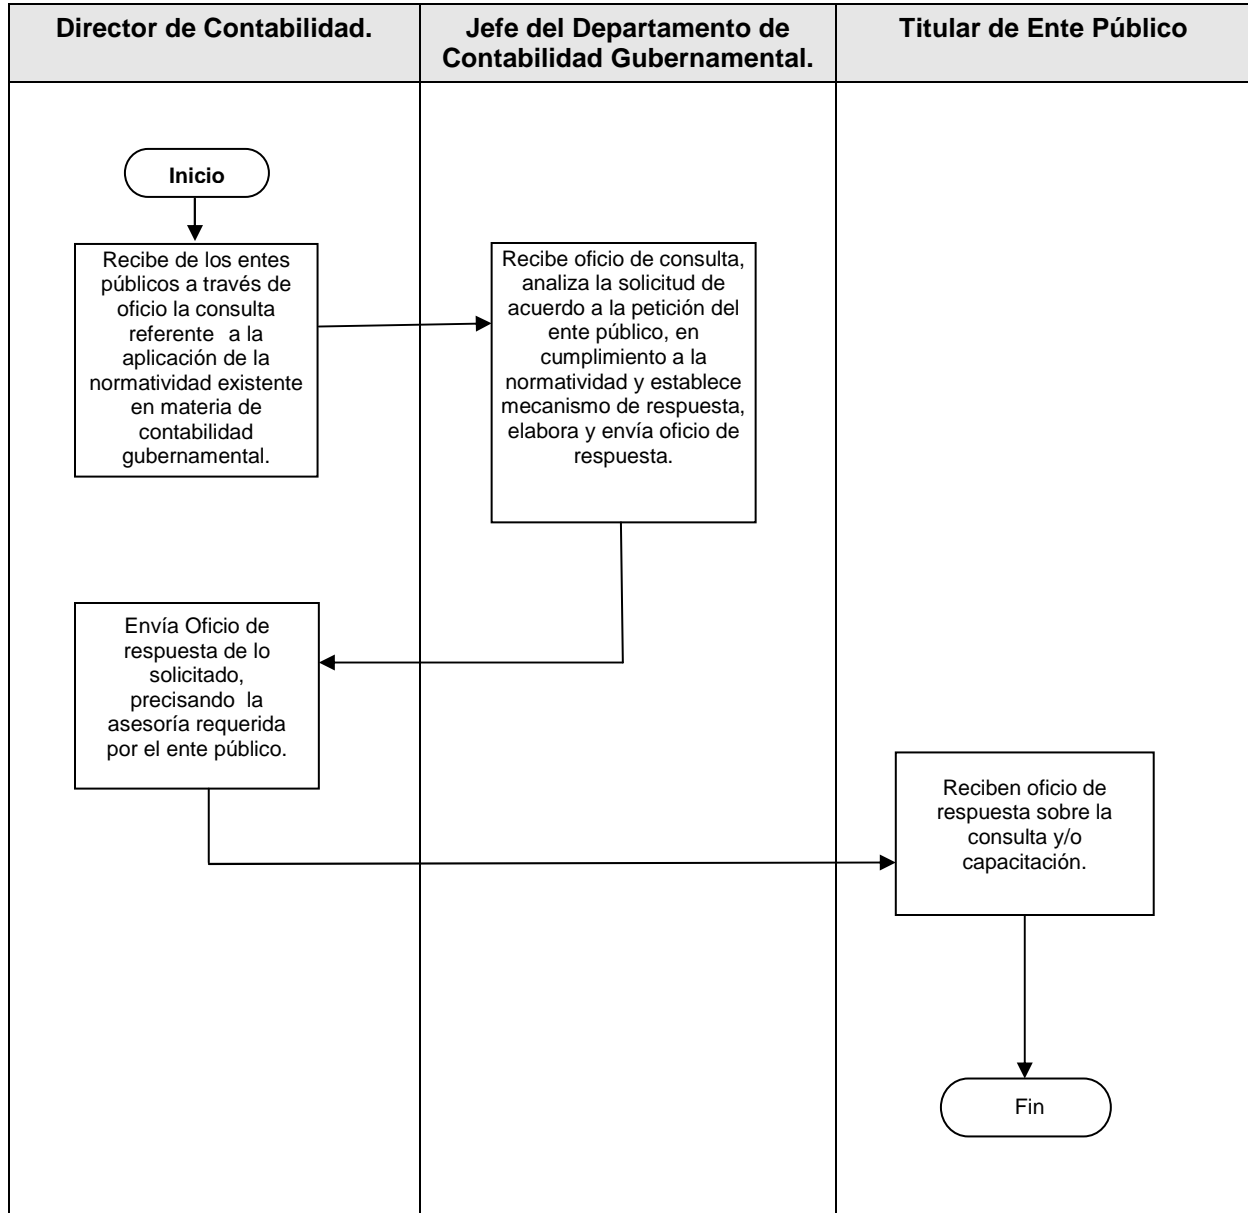 Director de Contabilidad.
Jefe del Departamento de
Contabilidad Gubernamental.
Titular de Ente Público
Inicio
Recibe de los entes
públicos a través de
oficio la consulta
referente a la
aplicación de la
normatividad existente
en materia de
contabilidad
gubernamental.
Recibe oficio de consulta,
analiza la solicitud de
acuerdo a la petición del
ente público, en
cumplimiento a la
normatividad y establece
mecanismo de respuesta,
elabora y envía oficio de
respuesta.
Envía Oficio de
respuesta de lo
solicitado,
precisando la
asesoría requerida
por el ente público.
Reciben oficio de
respuesta sobre la
consulta y/o
capacitación.
Fin